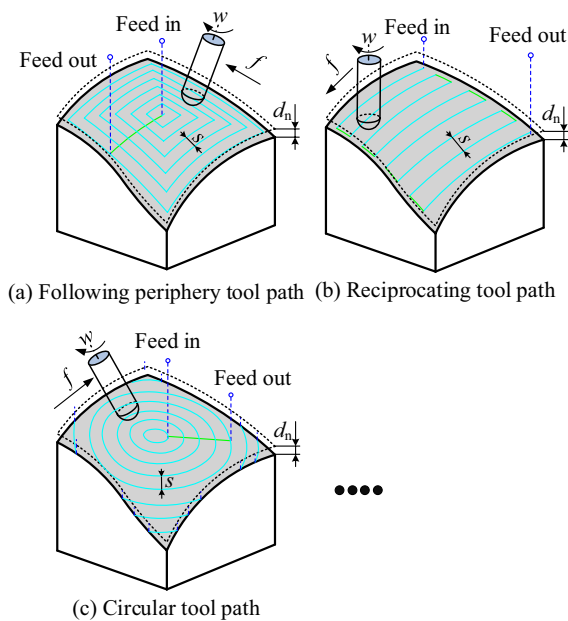 Feed in
w
Feed out
f
d_n
s
(a) Following periphery tool path
w
Feed in
Feed out
f
d_n
s
(b) Reciprocating tool path
w
Feed in
f
Feed out
d_n
s
(c) Circular tool path